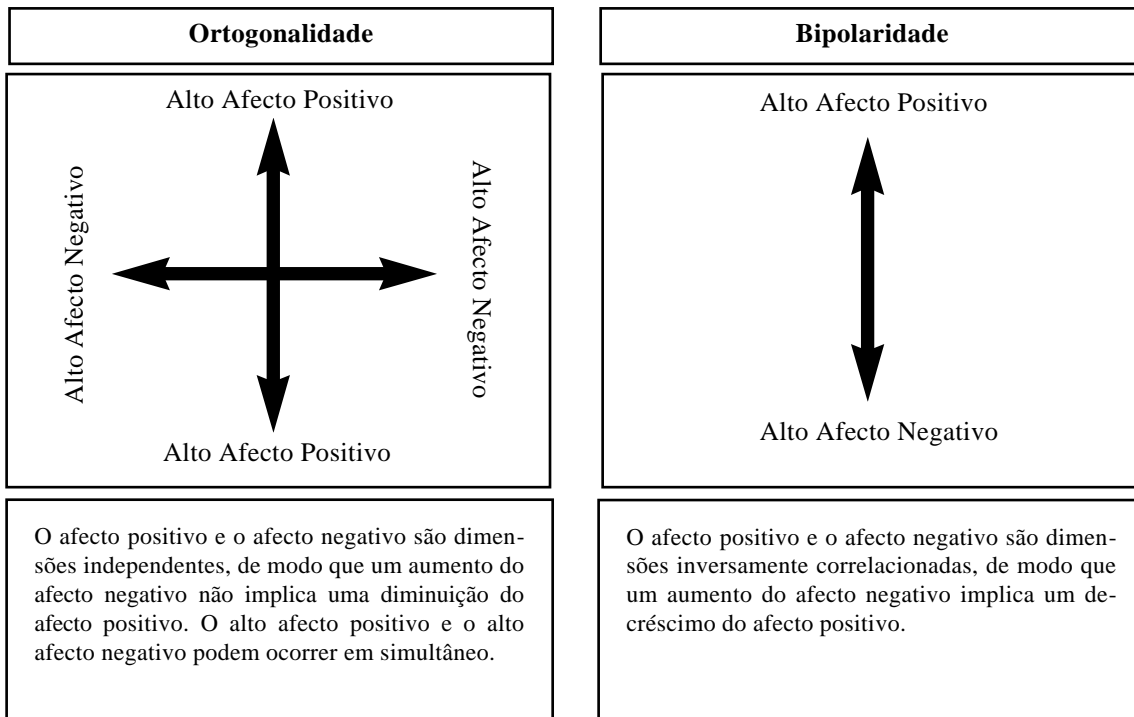 Ortogonalidade
Alto Afecto Positivo
Alto Afecto Negativo
Alto Afecto Negativo
Alto Afecto Positivo
O afecto positivo e o afecto negativo são dimen-
sões independentes, de modo que um aumento do
afecto negativo não implica uma diminuição do
afecto positivo. O alto afecto positivo e o alto
afecto negativo podem ocorrer em simultâneo.
Bipolaridade
Alto Afecto Positivo
Alto Afecto Negativo
O afecto positivo e o afecto negativo são dimen-
sões inversamente correlacionadas, de modo que
um aumento do afecto negativo implica um de-
créscimo do afecto positivo.